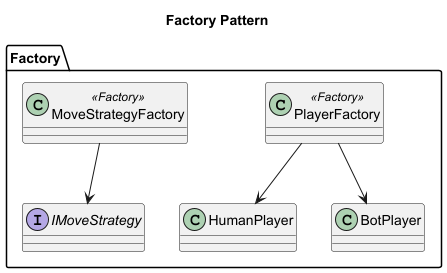 Factory Pattern
Factory
C «Factory» MoveStrategyFactory
C «Factory» PlayerFactory
I IMoveStrategy
C HumanPlayer
C BotPlayer